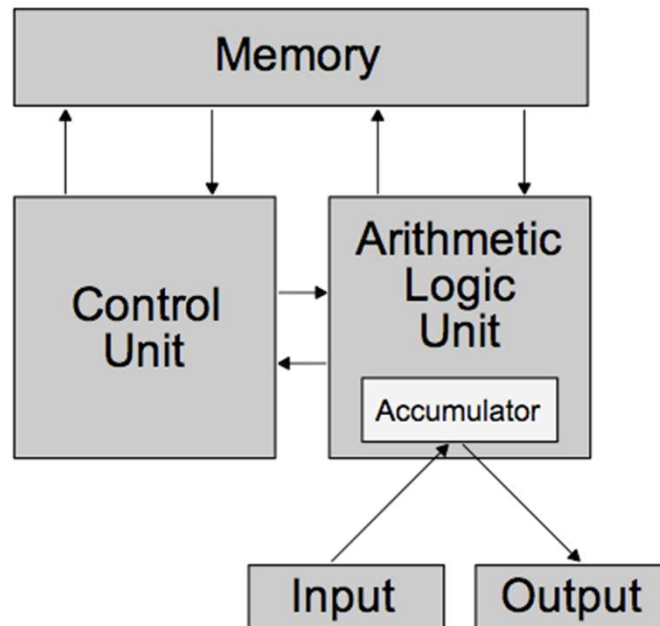 Memory
Control
Unit
Arithmetic
Logic
Unit
Accumulator
Input
Output